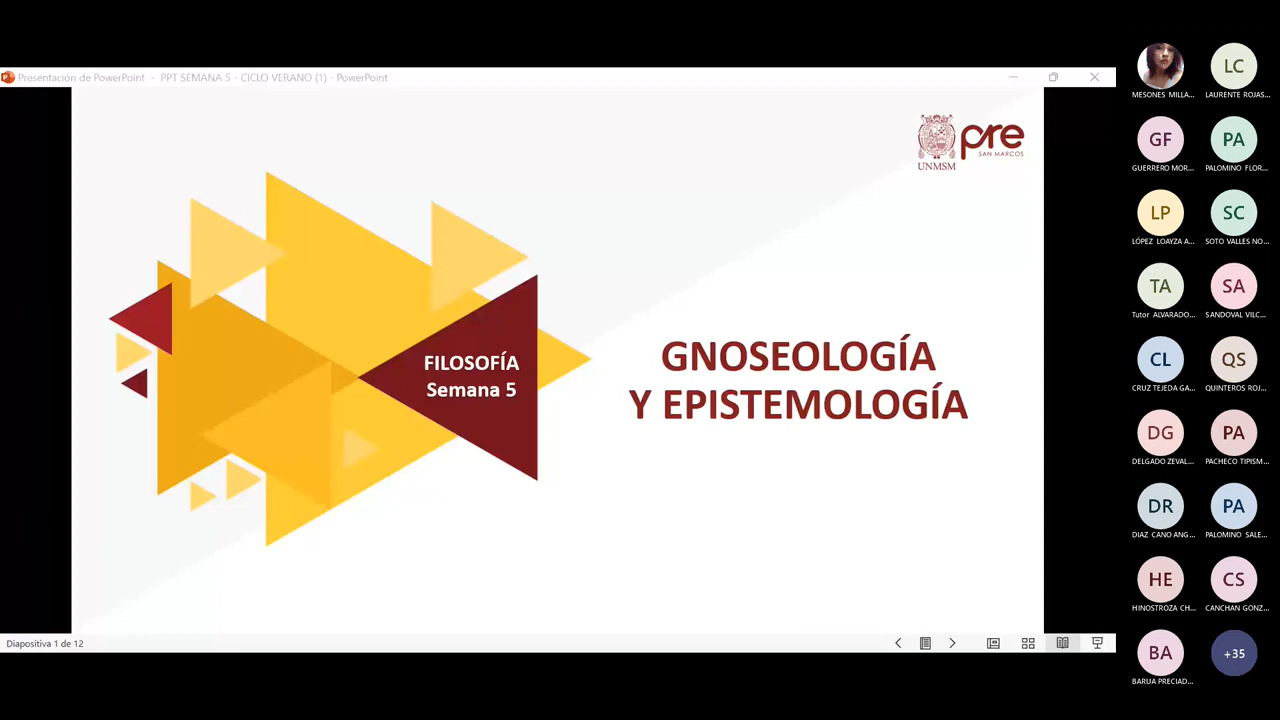 Presentación de PowerPoint - PPT SEMANA 5 - CICLO VERANO (1) - PowerPoint
UNMSM
pre
SAN MARCOS
FILOSOFÍA
Semana 5
GNOSEOLOGÍA
Y EPISTEMOLOGÍA
Diapositiva 1 de 12
MESONES MILLA...
LC
LAURENTE ROJAS...
GF
GUERRERO MOR...
PA
PALOMINO FLOR...
LP
LÓPEZ LOAYZA A...
SC
SOTO VALLES NO...
TA
Tutor ALVARADO...
SA
SANDOVAL VILC...
CL
CRUZ TEJEDA GA...
QS
QUINTEROS ROJ...
DG
DELGADO ZEVAL...
PA
PACHECO TIPISM...
DR
DIAZ CANO ANG...
PA
PALOMINO SALE...
HE
HINOSTROZA CH...
CS
CANCHAN GONZ...
BA
BARUA PRECIAD...
+35